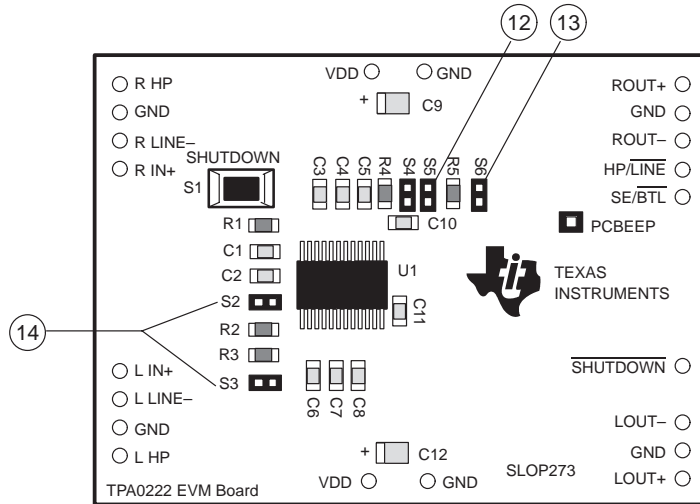 12
13
VDD
GND
R HP
GND
R LINE–
R IN+
+
C9
ROUT+
GND
ROUT–
HP/LINE
SE/BTL
SHUTDOWN
S1
C3
C4
C5
R4
S4
S5
R5
S6
R1
C1
C2
S2
R2
R3
S3
C10
PCBEEP
U1
C11
TEXAS
INSTRUMENTS
14
L IN+
L LINE–
GND
L HP
C6
C7
C8
SHUTDOWN
LOUT–
GND
LOUT+
+
C12
VDD
GND
SLOP273
TPA0222 EVM Board